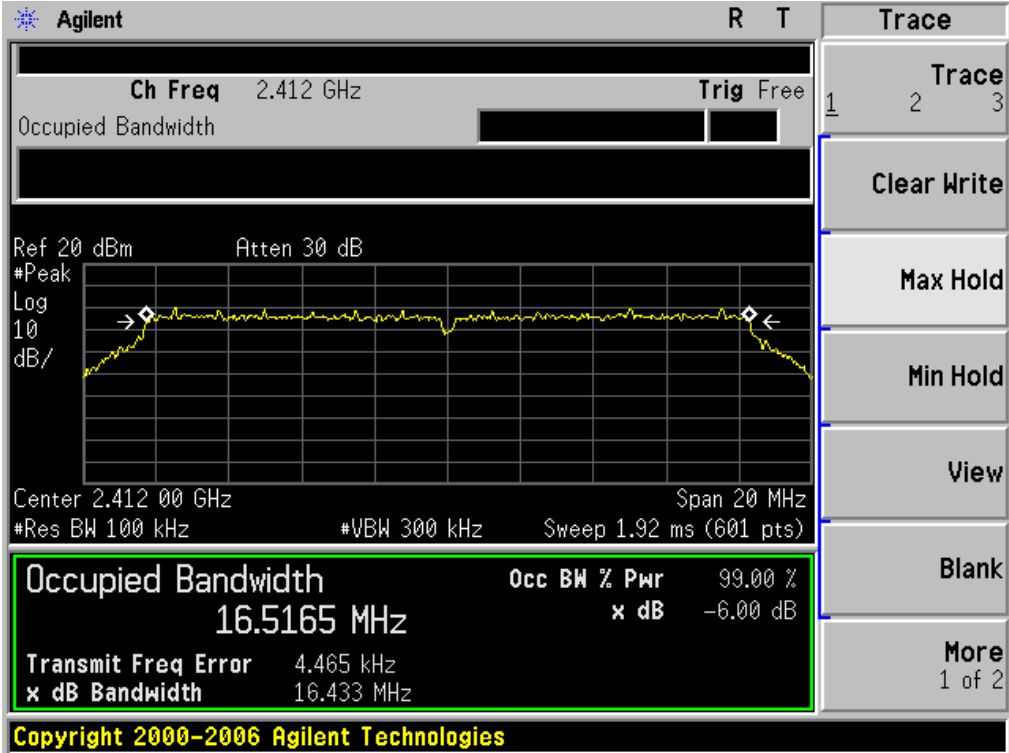 Agilent R T
Trace
Ch Freq 2.412 GHz Trig Free
Occupied Bandwidth
Trace
1 2 3
Clear Write
Max Hold
Min Hold
View
Blank
More
1 of 2
Ref 20 dBm Atten 30 dB
#Peak
Log
10
dB/
Center 2.412 00 GHz Span 20 MHz
#Res BW 100 kHz #VBW 300 kHz Sweep 1.92 ms (601 pts)
Occupied Bandwidth Occ BW % Pwr 99.00 %
16.5165 MHz x dB -6.00 dB
Transmit Freq Error 4.465 kHz
x dB Bandwidth 16.433 MHz
Copyright 2000-2006 Agilent Technologies